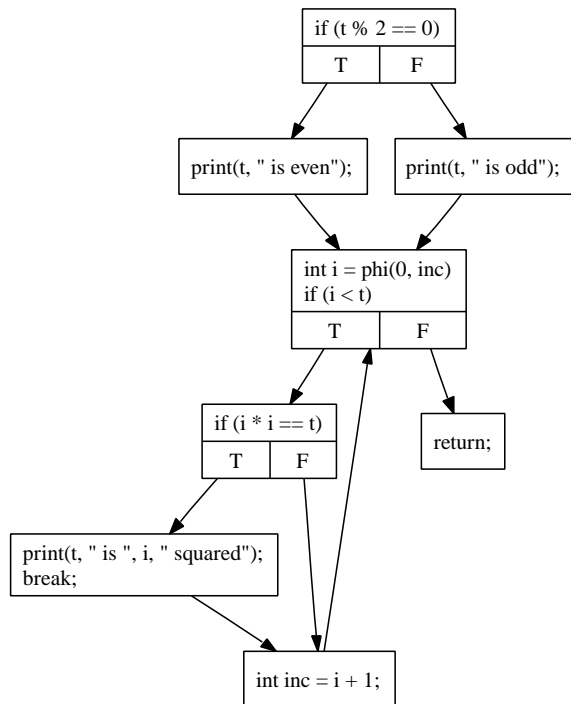 if (t % 2 == 0)
T F
print(t, " is even");
print(t, " is odd");
int i = phi(0, inc)
if (i < t)
T F
if (i * i == t)
T F
return;
print(t, " is ", i, " squared");
break;
int inc = i + 1;